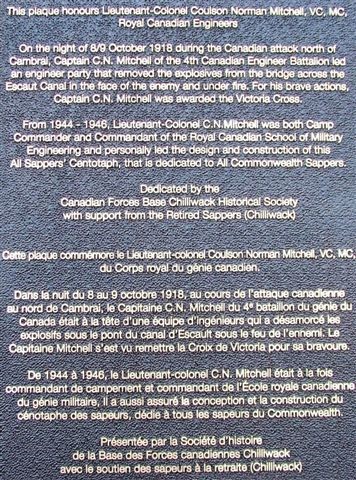 This plaque honours Lieutenant-Colonel Coulson Norman Mitchell, VC, MC,
Royal Canadian Engineers
On the night of 8/9 October 1918 during the Canadian attack north of
Cambrai, Captain C.N. Mitchell of the 4th Canadian Engineer Battalion led
an engineer party that removed the explosives from the bridge across the
Escaut Canal in the face of the enemy and under fire. For his brave actions,
Captain C.N. Mitchell was awarded the Victoria Cross.
From 1944 - 1946, Lieutenant-Colonel C.N.Mitchell was both Camp
Commander and Commandant of the Royal Canadian School of Military
Engineering and personally led the design and construction of this
All Sappers' Centotaph, that is dedicated to All Commonwealth Sappers.
Dedicated by the
Canadian Forces Base Chilliwack Historical Society
with support from the Retired Sappers (Chilliwack)
Cette plaque commémore le Lieutenant-colonel Coulson Norman Mitchell, VC, MC,
du Corps royal du génie canadien.
Dans la nuit du 8 au 9 octobre 1918, au cours de l'attaque canadienne
au nord de Cambrai, le Capitaine C.N. Mitchell du 4e bataillon du génie du
Canada était à la tête d'une équipe d'ingénieurs qui a désamorcé les
explosifs sous le pont du canal d'Escault sous le feu de l'ennemi. Le
Capitaine Mitchell s'est vu remettre la Croix de Victoria pour sa bravoure.
De 1944 à 1946, le Lieutenant-colonel C.N. Mitchell était à la fois
commandant de campement et commandant de l'École royale canadienne
du génie militaire. Il a aussi assuré la conception et la construction du
cénotaphe des sapeurs, dédié à tous les sapeurs du Commonwealth.
Présentée par la Société d'histoire
de la Base des Forces canadiennes Chilliwack
avec le soutien des sapeurs à la retraite (Chilliwack)